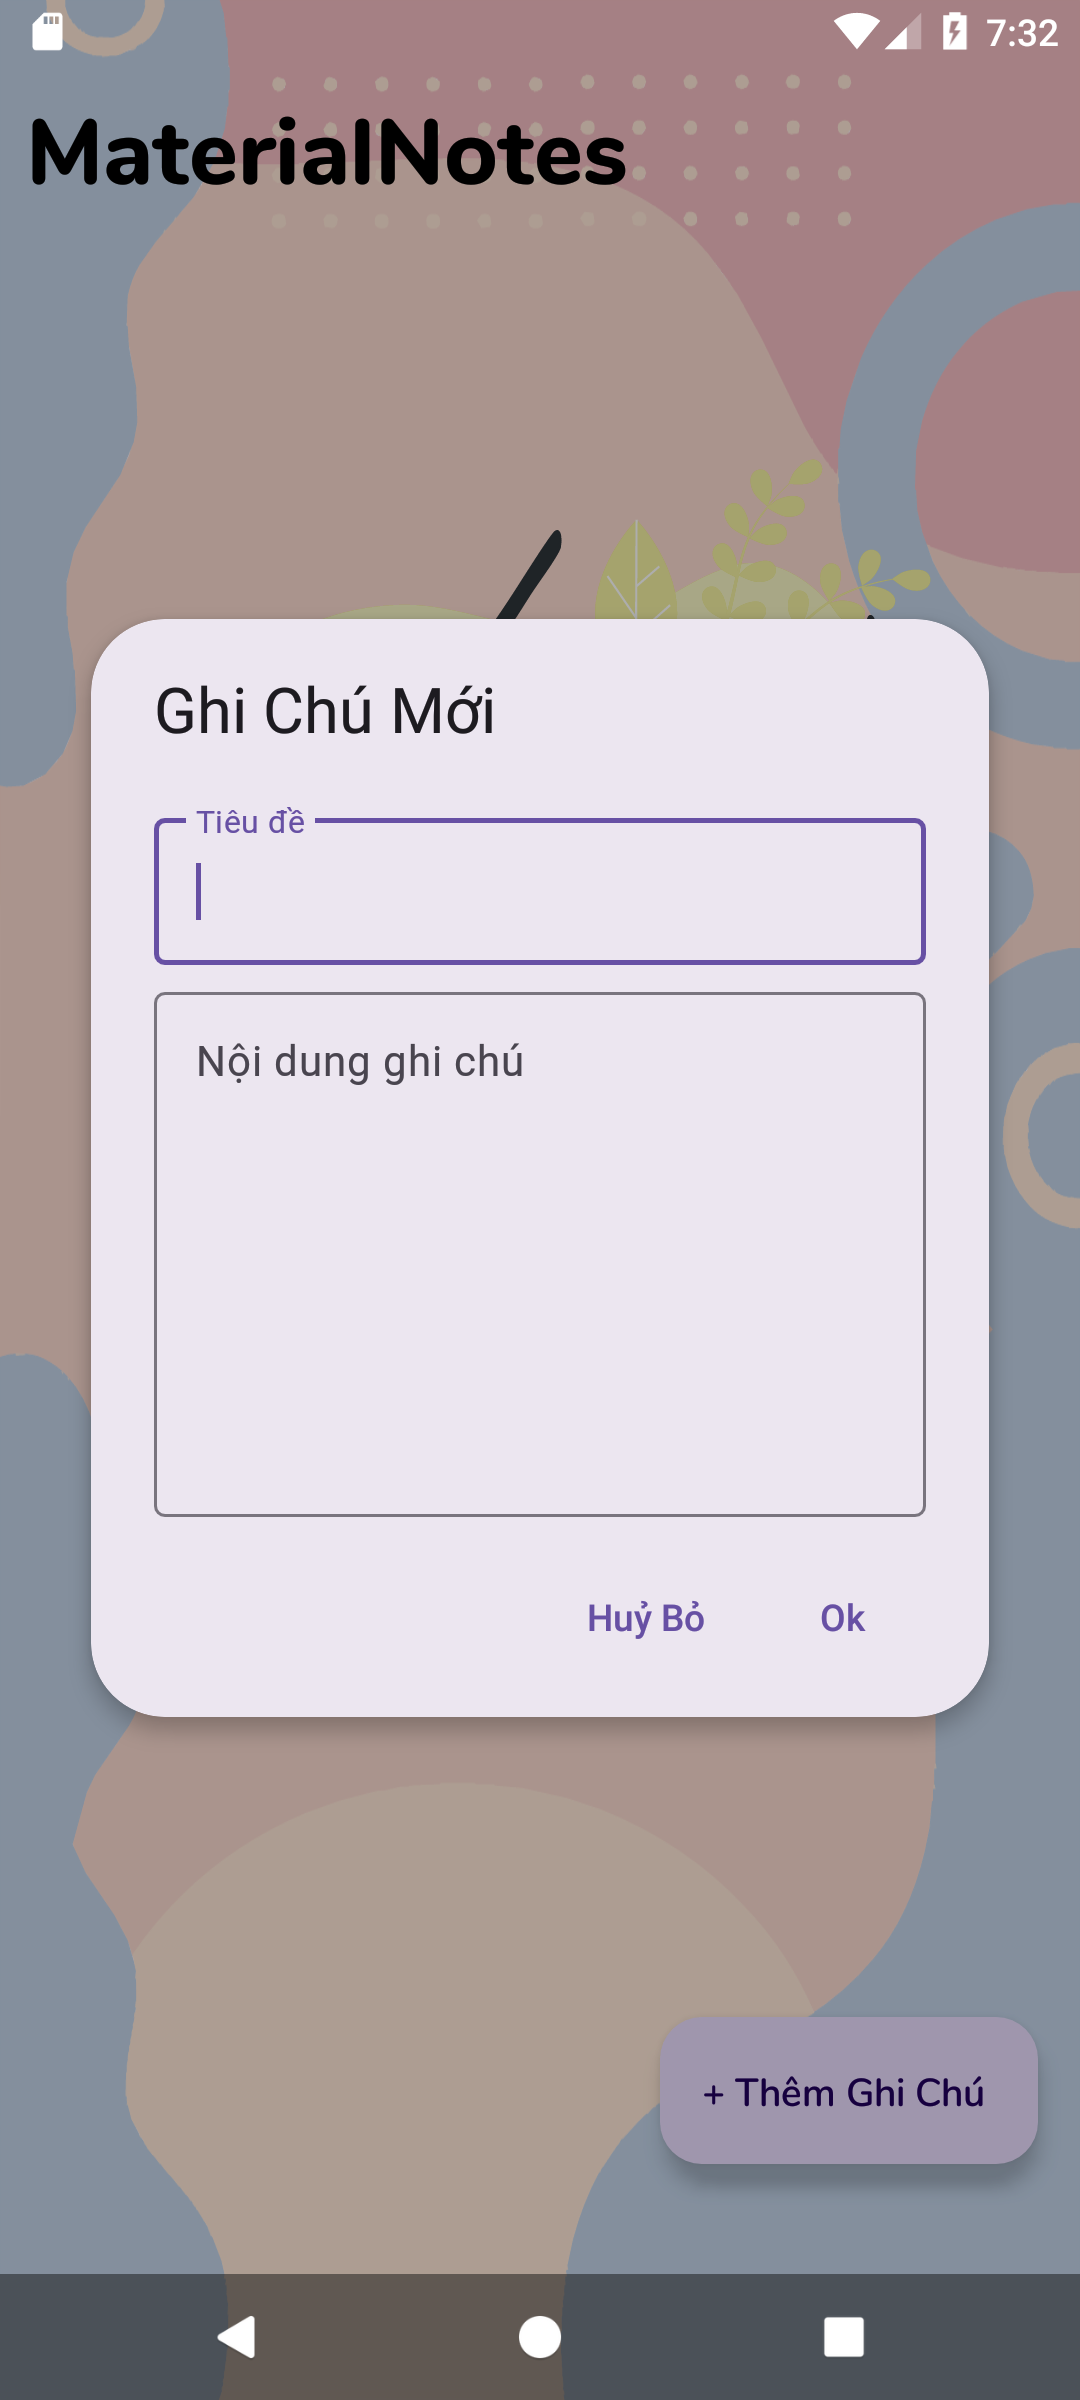 7:32
MaterialNotes
Ghi Chú Mới
Tiêu đề
Nội dung ghi chú
Huỷ Bỏ Ok
+ Thêm Ghi Chú